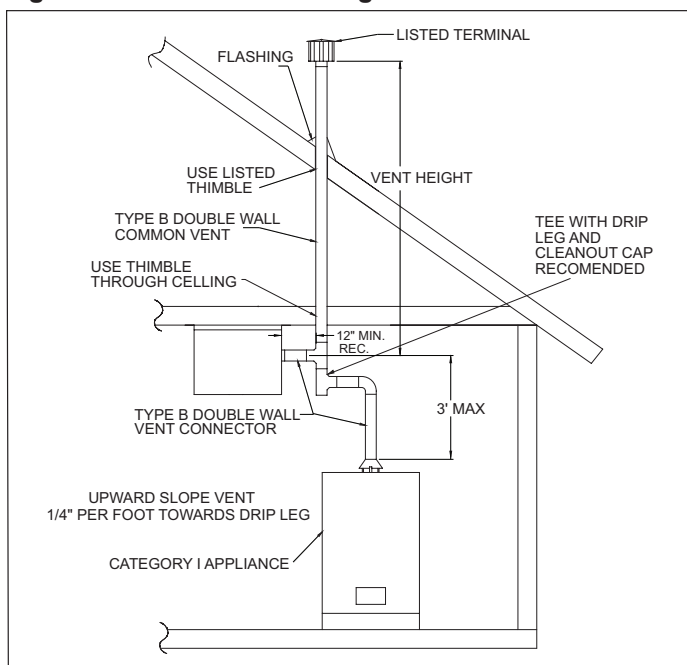 LISTED TERMINAL
FLASHING
VENT HEIGHT
USE LISTED
THIMBLE
TYPE B DOUBLE WALL
COMMON VENT
TEE WITH DRIP
LEG AND
CLEANOUT CAP
RECOMENDED
USE THIMBLE
THROUGH CELLING
12" MIN.
REC.
3' MAX
TYPE B DOUBLE WALL
VENT CONNECTOR
UPWARD SLOPE VENT
1/4" PER FOOT TOWARDS DRIP LEG
CATEGORY I APPLIANCE